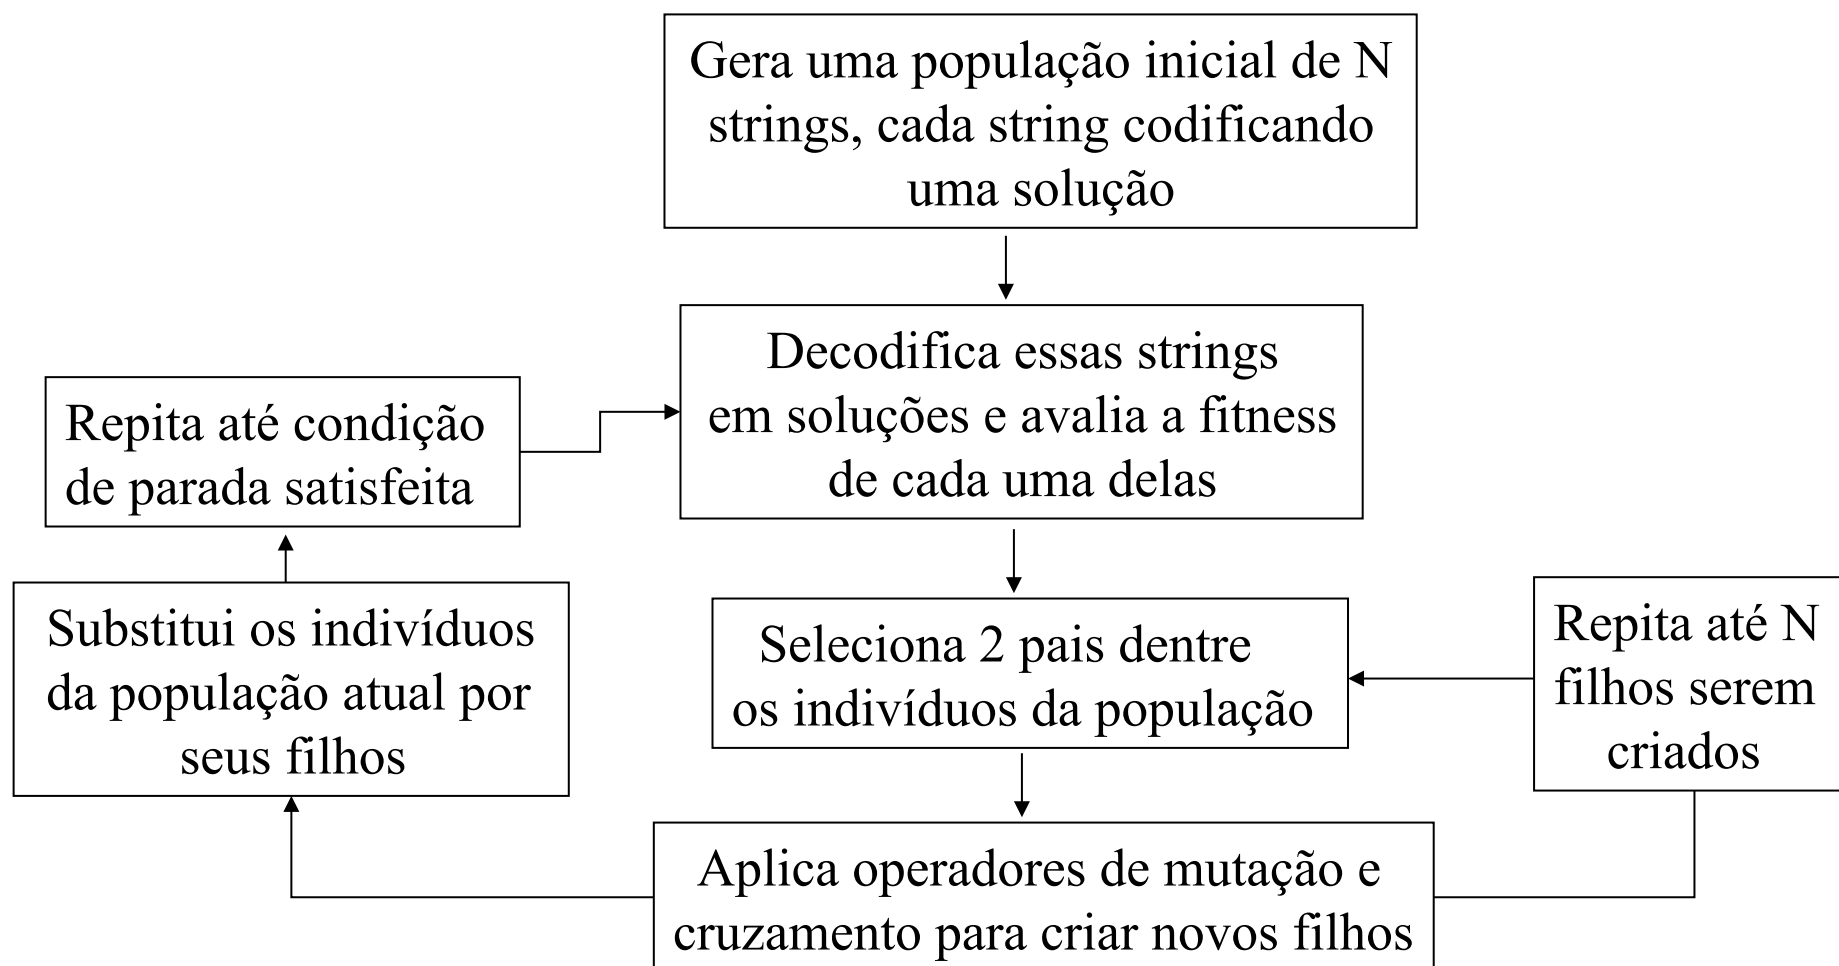 Gera uma população inicial de N
strings, cada string codificando
uma solução
Decodifica essas strings
em soluções e avalia a fitness
de cada uma delas
Repita até condição
de parada satisfeita
Substitui os indivíduos
da população atual por
seus filhos
Seleciona 2 pais dentre
os indivíduos da população
Repita até N
filhos serem
criados
Aplica operadores de mutação e
cruzamento para criar novos filhos